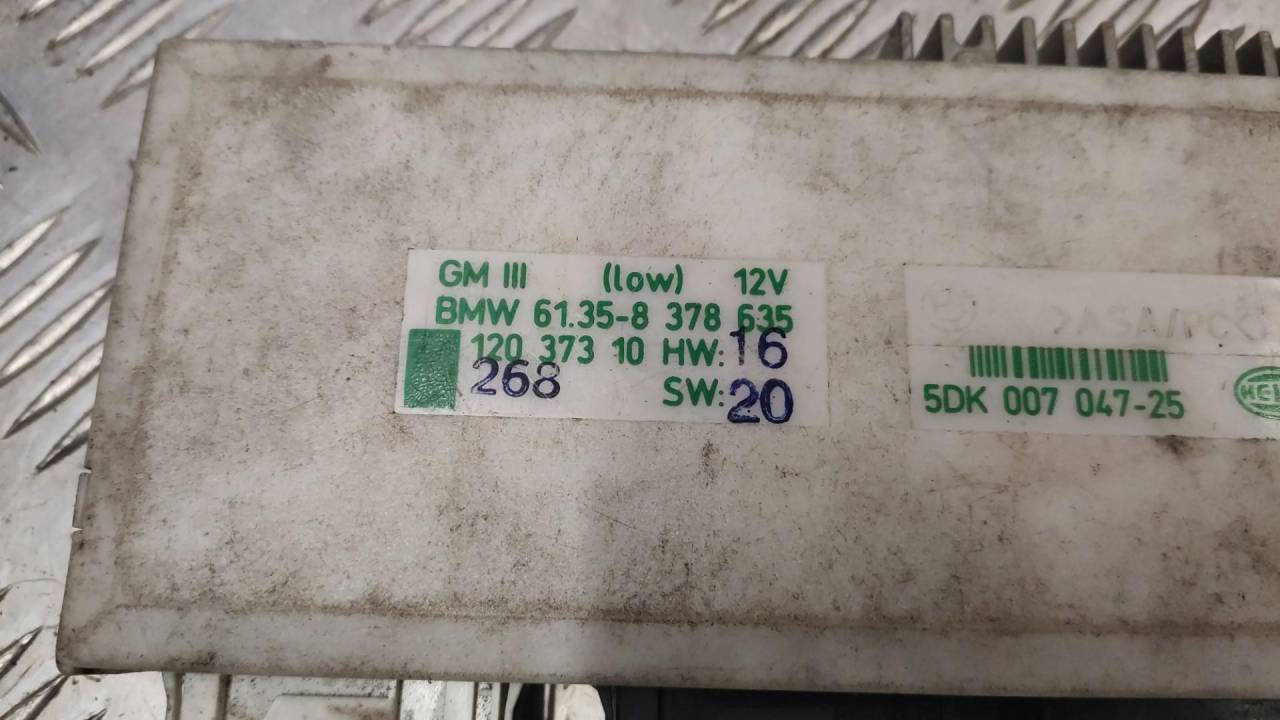 GM III (low) 12V
BMW 61.35-8 378 635
120 373 10 HW: 16
268 SW: 20
5DK 007 047-25